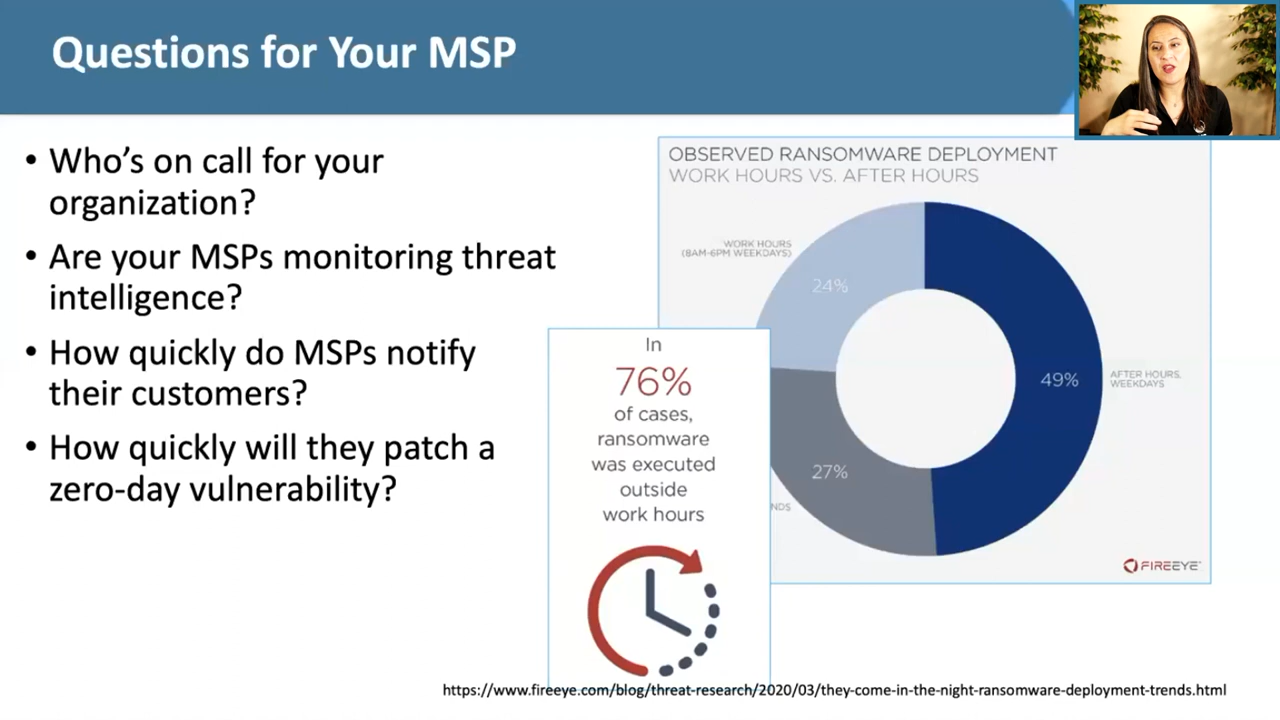 Questions for Your MSP
• Who's on call for your
organization?
• Are your MSPs monitoring threat
intelligence?
• How quickly do MSPs notify
their customers?
• How quickly will they patch a
zero-day vulnerability?
OBSERVED RANSOMWARE DEPLOYMENT
WORK HOURS VS. AFTER HOURS
WORK HOURS
(8AM-6PM WEEKDAYS)
24%
49%
AFTER HOURS,
WEEKDAYS
27%
NDS
FIREEYE
In
76%
of cases,
ransomware
was executed
outside
work hours
https://www.fireeye.com/blog/threat-research/2020/03/they-come-in-the-night-ransomware-deployment-trends.html